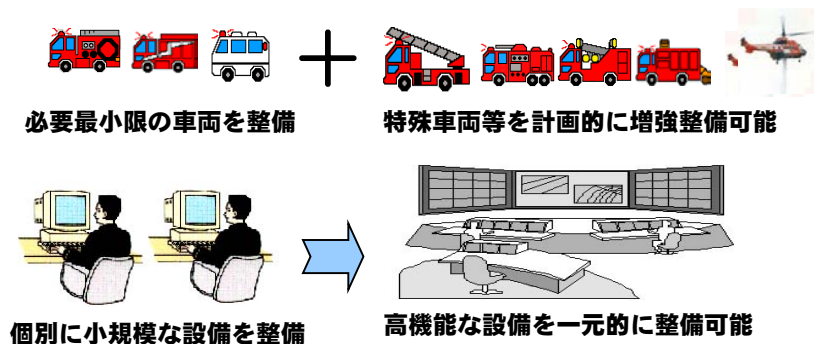 必要最小限の車両を整備
特殊車両等を計画的に増強整備可能
個別に小規模な設備を整備
高機能な設備を一元的に整備可能